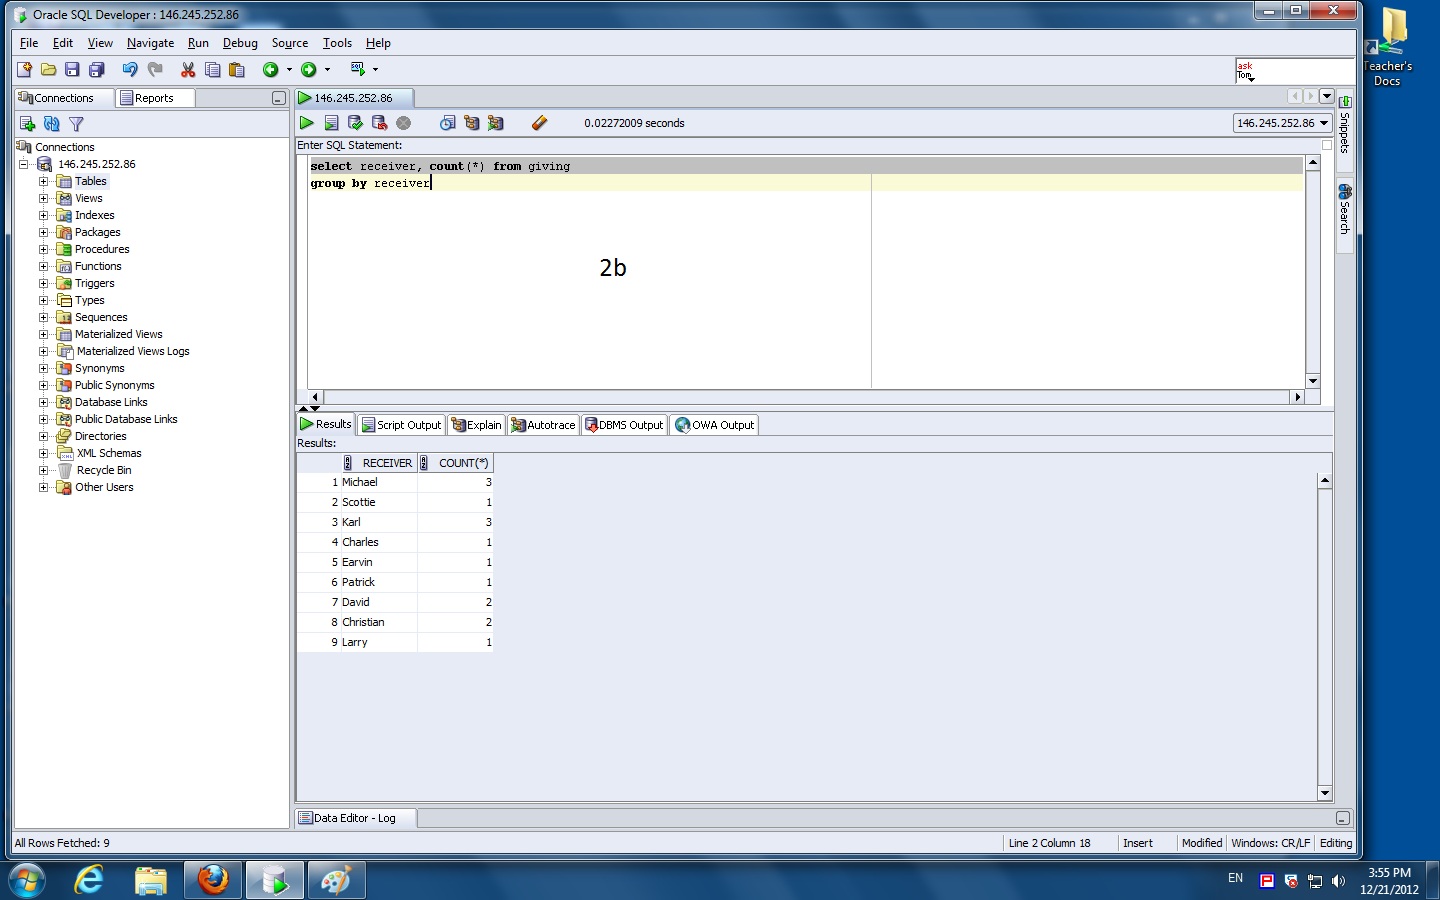 Oracle SQL Developer : 146.245.252.86
File Edit View Navigate Run Debug Source Tools Help
ask
Tom
Teacher's
Docs
Connections Reports
146.245.252.86
0.02272009 seconds
146.245.252.86
Enter SQL Statement:
Connections
146.245.252.86
Tables
Views
Indexes
Packages
Procedures
Functions
Triggers
Types
Sequences
Materialized Views
Materialized Views Logs
Synonyms
Public Synonyms
Database Links
Public Database Links
Directories
XML Schemas
Recycle Bin
Other Users
select receiver, count(*) from giving
group by receiver
2b
Snippets
Search
Results Script Output Explain Autotrace DBMS Output OWA Output
Results:
RECEIVER COUNT(*)
1 Michael 3
2 Scottie 1
3 Karl 3
4 Charles 1
5 Earvin 1
6 Patrick 1
7 David 2
8 Christian 2
9 Larry 1
Data Editor - Log
All Rows Fetched: 9
Line 2 Column 18 Insert Modified Windows: CR/LF Editing
EN
3:55 PM
12/21/2012